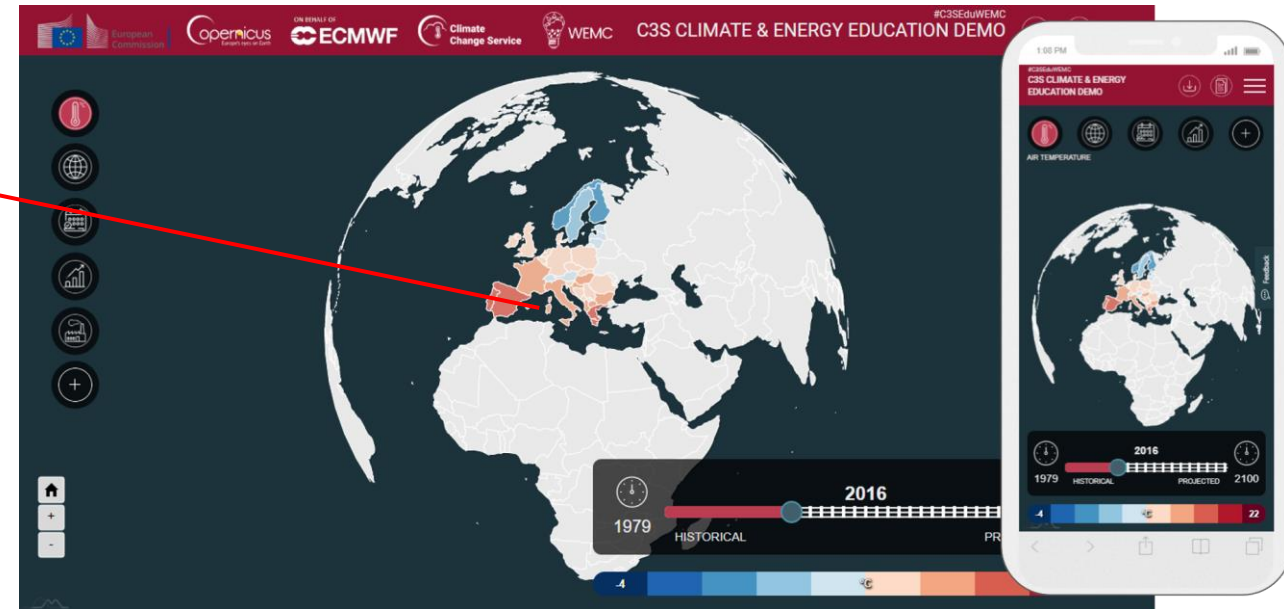 European
Commission
Copernicus
Europe's eyes on Earth
ON BEHALF OF
ECMWF
Climate
Change Service
WEMC
#C3SEduWEMC
C3S CLIMATE & ENERGY EDUCATION DEMO
+
-
1979
2016
HISTORICAL
PR
-4
°C
1:00 PM
#C3SEduWEMC
C3S CLIMATE & ENERGY
EDUCATION DEMO
AIR TEMPERATURE
Feedback
2016
1979
HISTORICAL
PROJECTED
2100
-4
°C
22